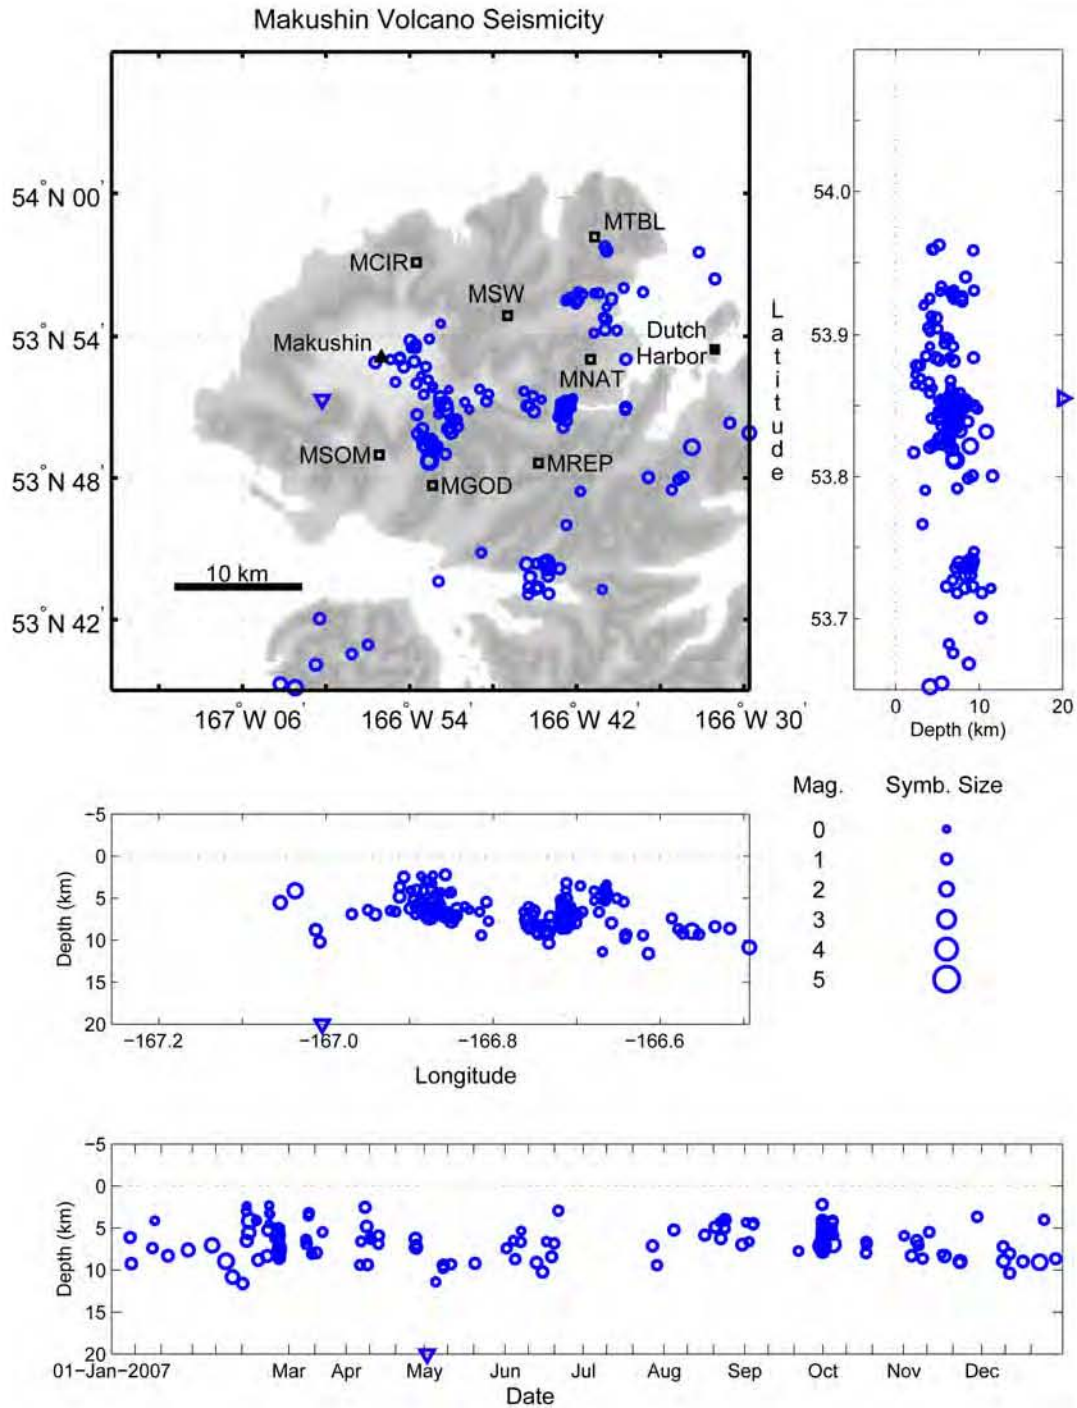 Makushin Volcano Seismicity
54°N 00'
54.0
MTBL
MCIR
MSW
53°N 54'
Makushin
Dutch
Harbor
Latitude
53.9
MNAT
MSOM
MREP
53°N 48'
MGOD
53.8
10 km
53°N 42'
53.7
167°W 06'
166°W 54'
166°W 42'
166°W 30'
0
10
20
Depth (km)
Mag.
Symb. Size
0
1
2
3
4
5
−5
0
5
10
15
20
Depth (km)
−167.2
−167.0
−166.8
−166.6
Longitude
−5
0
5
10
15
20
Depth (km)
01−Jan−2007
Mar
Apr
May
Jun
Jul
Aug
Sep
Oct
Nov
Dec
Date